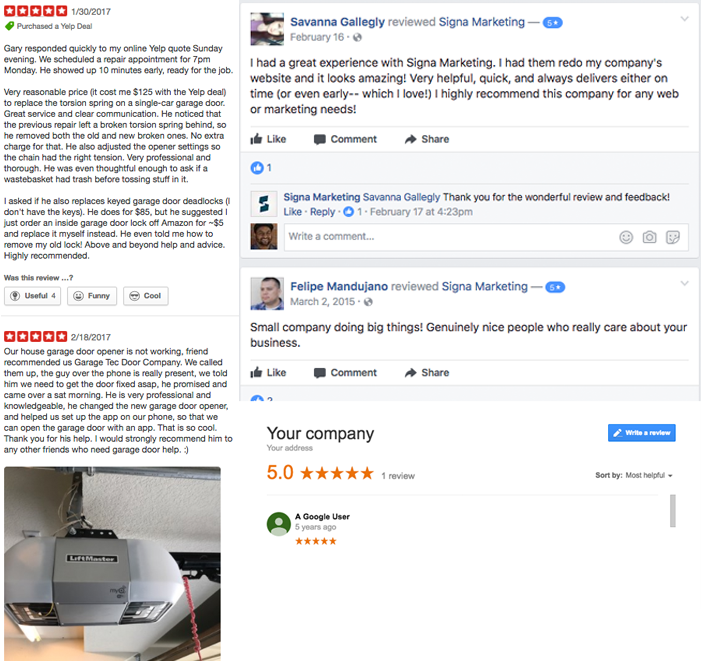 1/30/2017
Purchased a Yelp Deal
Gary responded quickly to my online Yelp quote Sunday
evening. We scheduled a repair appointment for 7pm
Monday. He showed up 10 minutes early, ready for the job.
Very reasonable price (it cost me $125 with the Yelp deal)
to replace the torsion spring on a single-car garage door.
Great service and clear communication. He noticed that
the previous repair left a broken torsion spring behind, so
he removed both the old and new broken ones. No extra
charge for that. He also adjusted the opener settings so
the chain had the right tension. Very professional and
thorough. He was even thoughtful enough to ask if a
wastebasket had trash before tossing stuff in it.
I asked if he also replaces keyed garage door deadlocks (I
don't have the keys). He does for $85, but he suggested I
just order an inside garage door lock off Amazon for ~$5
and replace it myself instead. He even told me how to
remove my old lock! Above and beyond help and advice.
Highly recommended.
Was this review ...?
Useful 4 Funny Cool
2/18/2017
Our house garage door opener is not working, friend
recommended us Garage Tec Door Company. We called
them up, the guy over the phone is really present, we told
him we need to get the door fixed asap, he promised and
came over a sat morning. He is very professional and
knowledgeable, he changed the new garage door opener,
and helped us set up the app on our phone, so that we
can open the garage door with an app. That is so cool.
Thank you for his help. I would strongly recommend him to
any other friends who need garage door help. :)
LiftMaster
Savanna Gallegly reviewed Signa Marketing — 5★
February 16 ·
I had a great experience with Signa Marketing. I had them redo my company's
website and it looks amazing! Very helpful, quick, and always delivers either on
time (or even early-- which I love!) I highly recommend this company for any web
or marketing needs!
Like Comment Share
1
Signa Marketing Savanna Gallegly Thank you for the wonderful review and feedback!
Like · Reply · 1 · February 17 at 4:23pm
Write a comment...
Felipe Mandujano reviewed Signa Marketing — 5★
March 2, 2015 ·
Small company doing big things! Genuinely nice people who really care about your
business.
Like Comment Share
Your company
Write a review
Your address
5.0 ★★★★★ 1 review
Sort by: Most helpful
A Google User
5 years ago
★★★★★